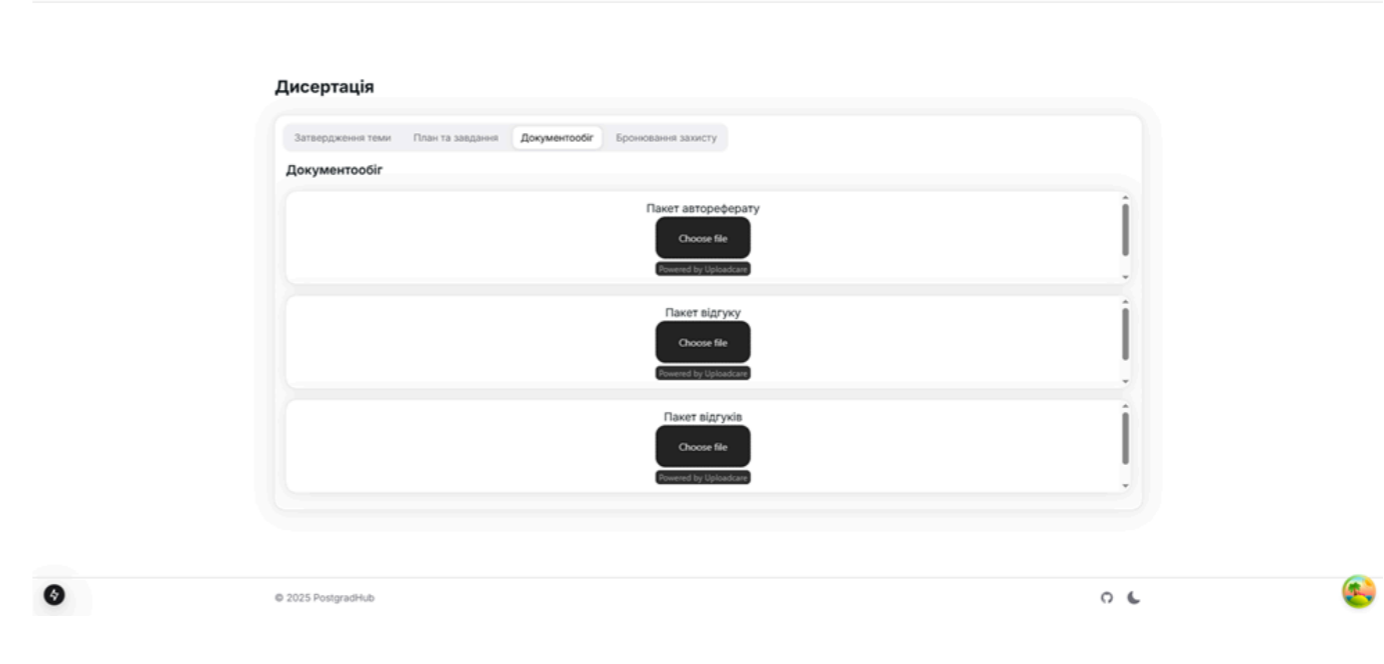 Дисертація
Затвердження теми План та завдання Документообіг Бронювання захисту
Документообіг
Пакет автореферату
Choose file
Powered by Uploadcare
Пакет відгуку
Choose file
Powered by Uploadcare
Пакет відгуків
Choose file
Powered by Uploadcare
© 2025 PostgradHub